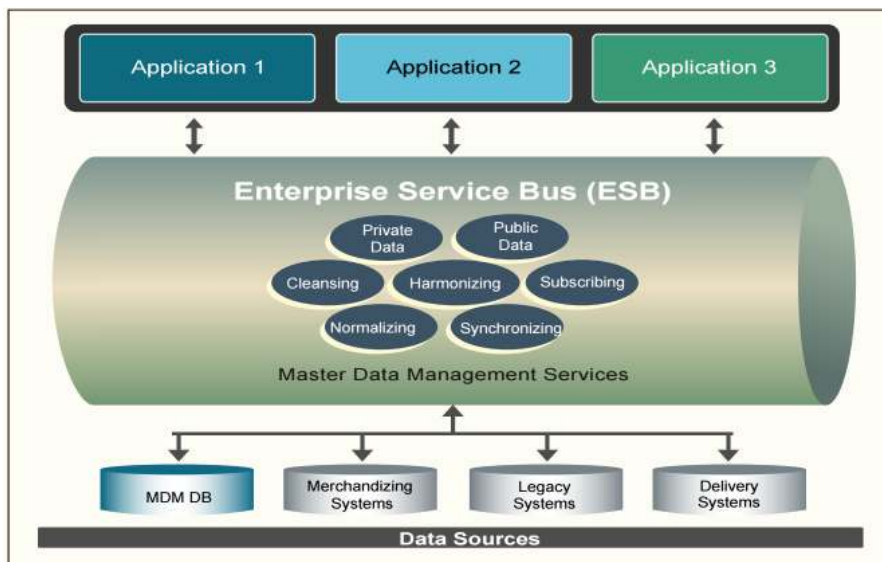 Application 1
Application 2
Application 3
Enterprise Service Bus (ESB)
Private
Data
Public
Data
Cleansing
Harmonizing
Subscribing
Normalizing
Synchronizing
Master Data Management Services
MDM DB
Merchandizing
Systems
Legacy
Systems
Delivery
Systems
Data Sources